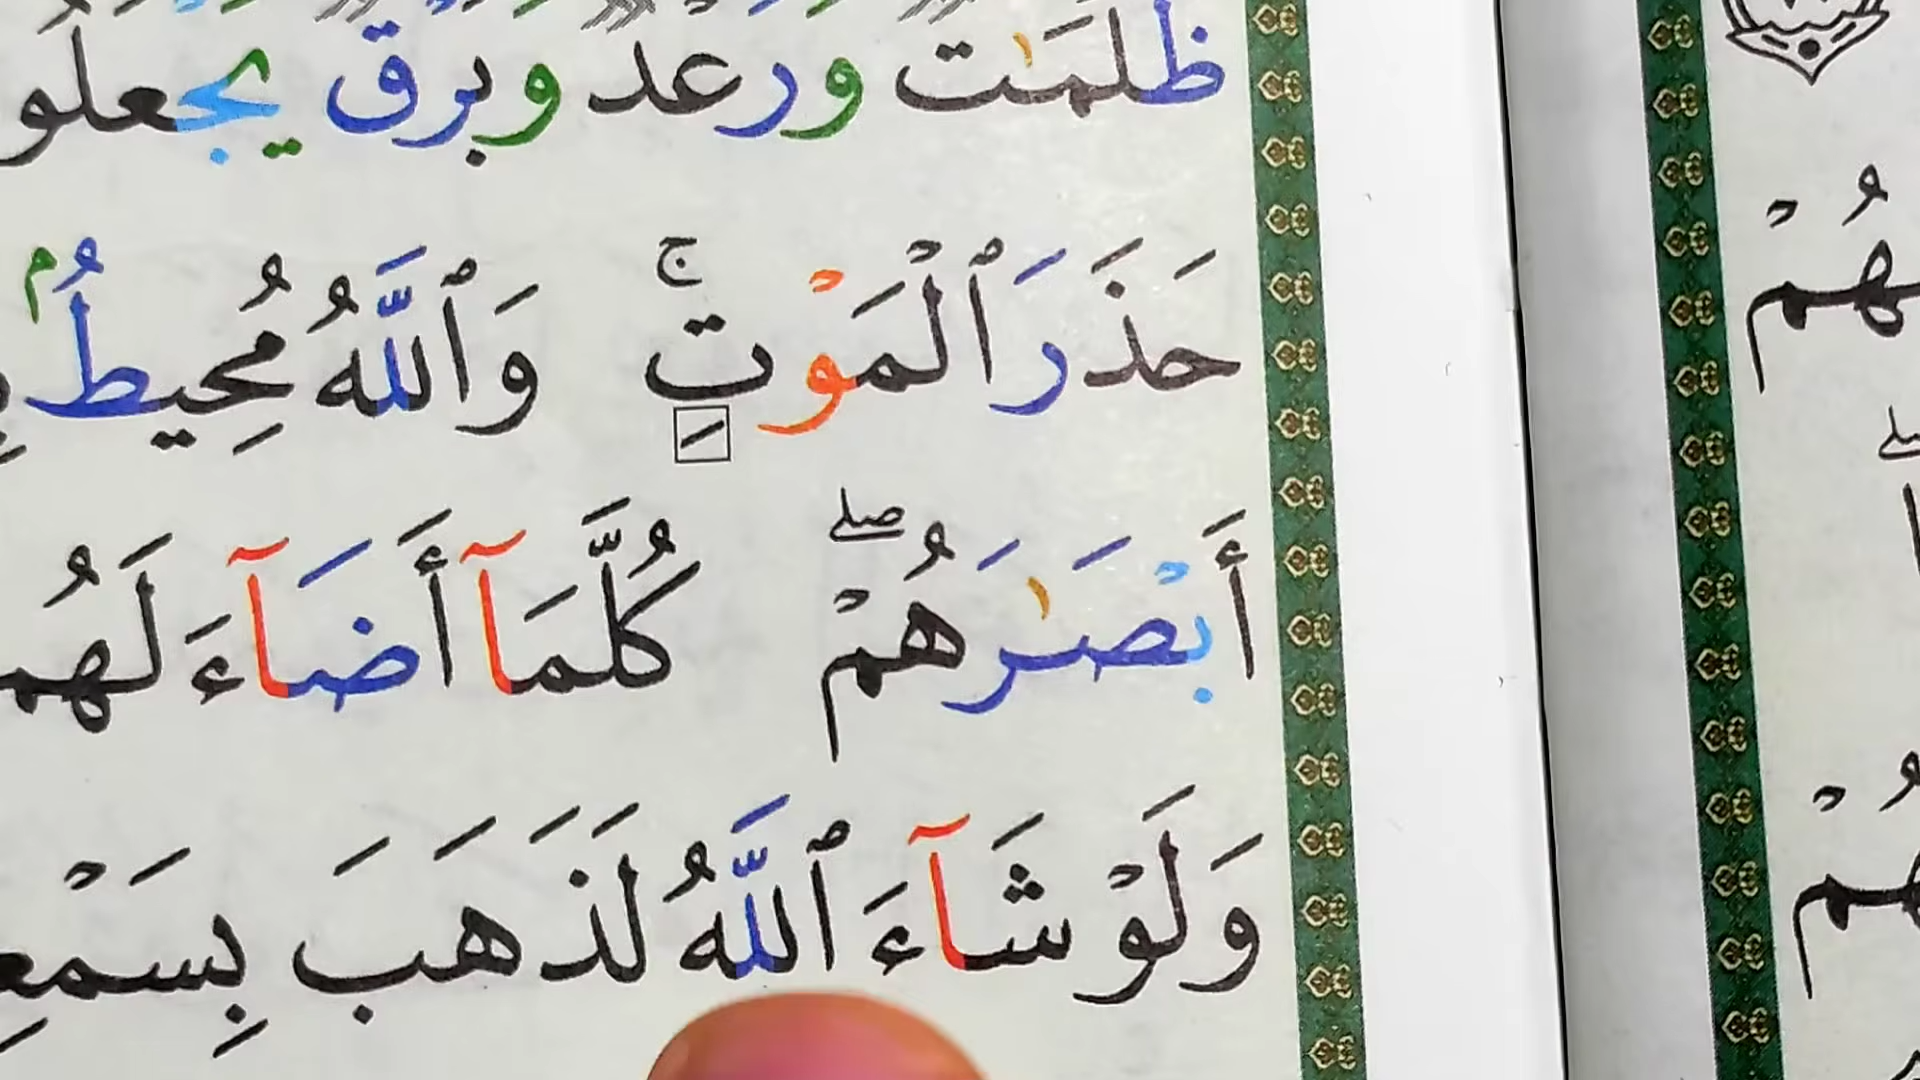 ظُلُمَٰتٞ وَرَعۡدٞ وَبَرۡقٞ يَجۡعَلُو
حَذَرَ ٱلۡمَوۡتِۚ وَٱللَّهُ مُحِيطُۢ
أَبۡصَٰرَهُمۡۖ كُلَّمَآ أَضَآءَ لَهُم
وَلَوۡ شَآءَ ٱللَّهُ لَذَهَبَ بِسَمۡعِ
هُمۡ
هُمۡ